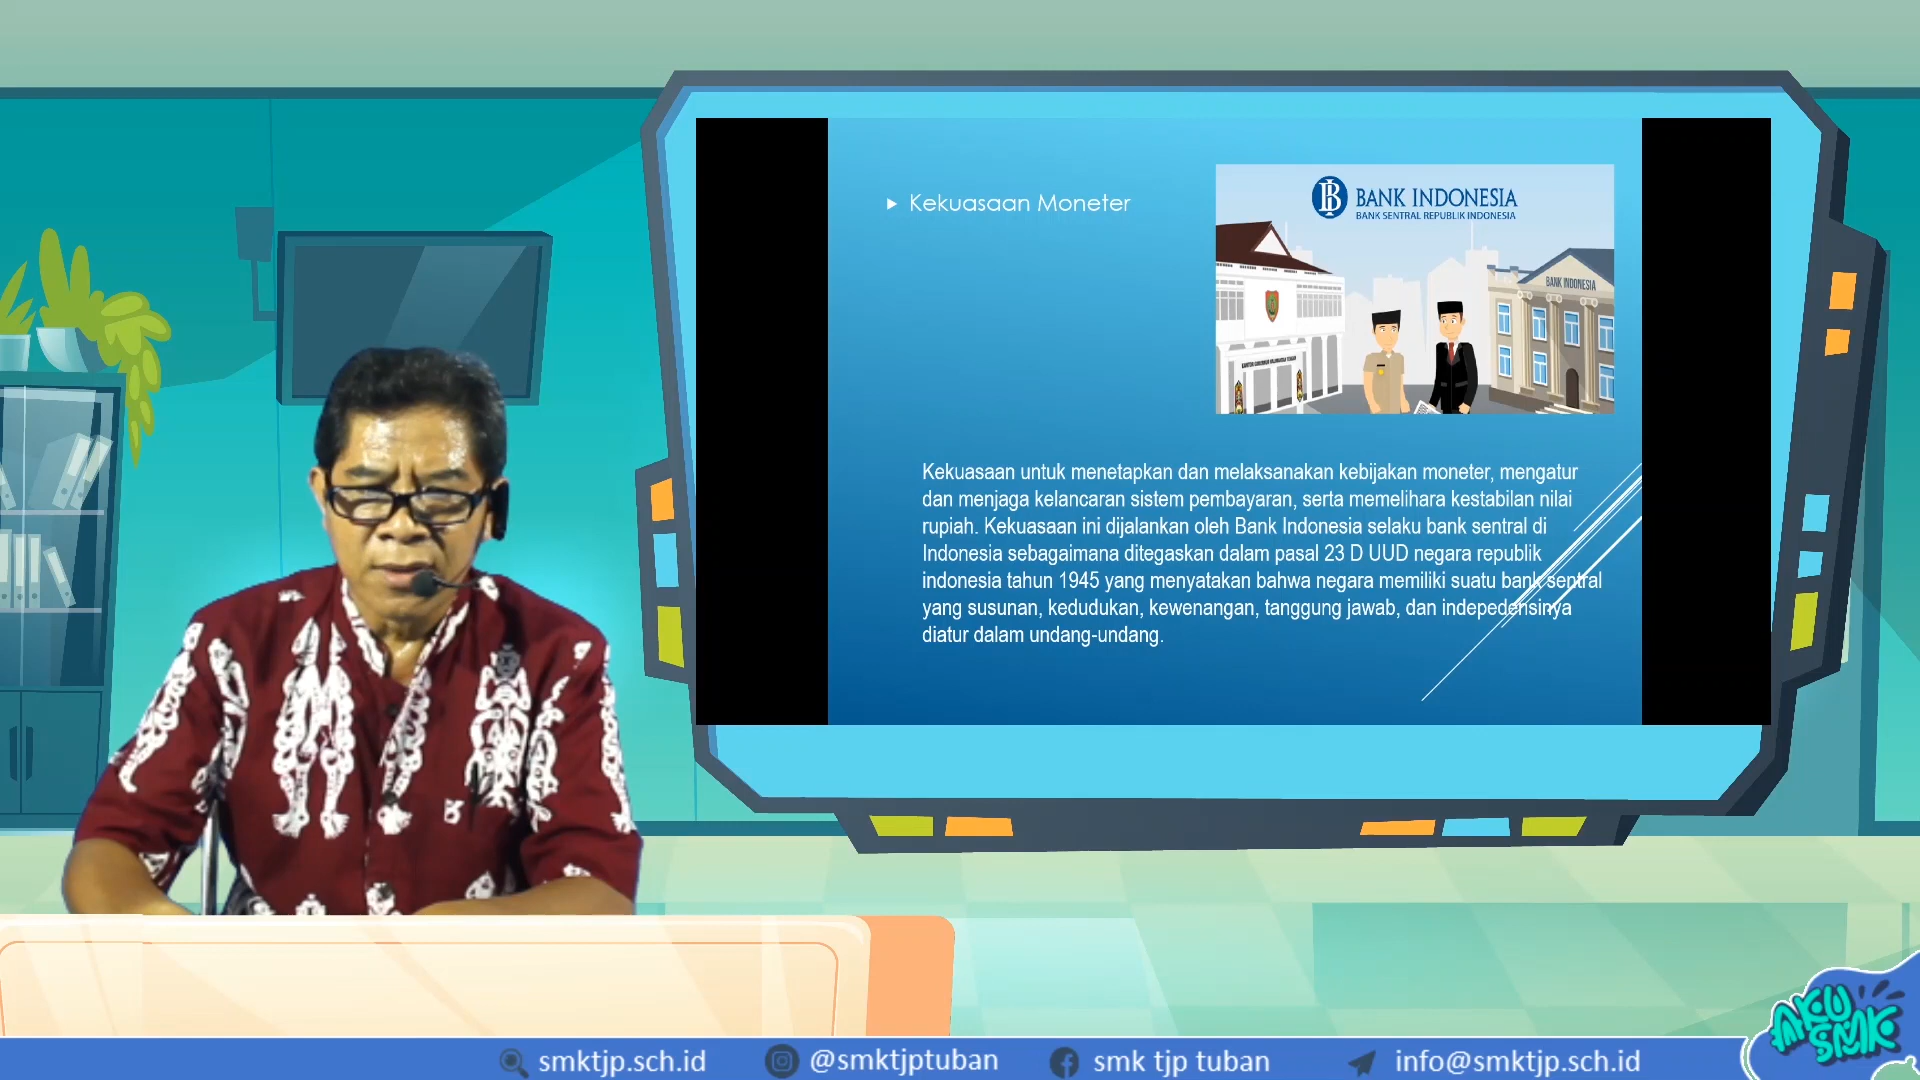 Kekuasaan Moneter
BANK INDONESIA
BANK SENTRAL REPUBLIK INDONESIA
BANK INDONESIA
Kekuasaan untuk menetapkan dan melaksanakan kebijakan moneter, mengatur
dan menjaga kelancaran sistem pembayaran, serta memelihara kestabilan nilai
rupiah. Kekuasaan ini dijalankan oleh Bank Indonesia selaku bank sentral di
Indonesia sebagaimana ditegaskan dalam pasal 23 D UUD negara republik
indonesia tahun 1945 yang menyatakan bahwa negara memiliki suatu bank sentral
yang susunan, kedudukan, kewenangan, tanggung jawab, dan indepedensinya
diatur dalam undang-undang.
smktjp.sch.id
@smktjptuban
smk tjp tuban
info@smktjp.sch.id
AKU
SMK